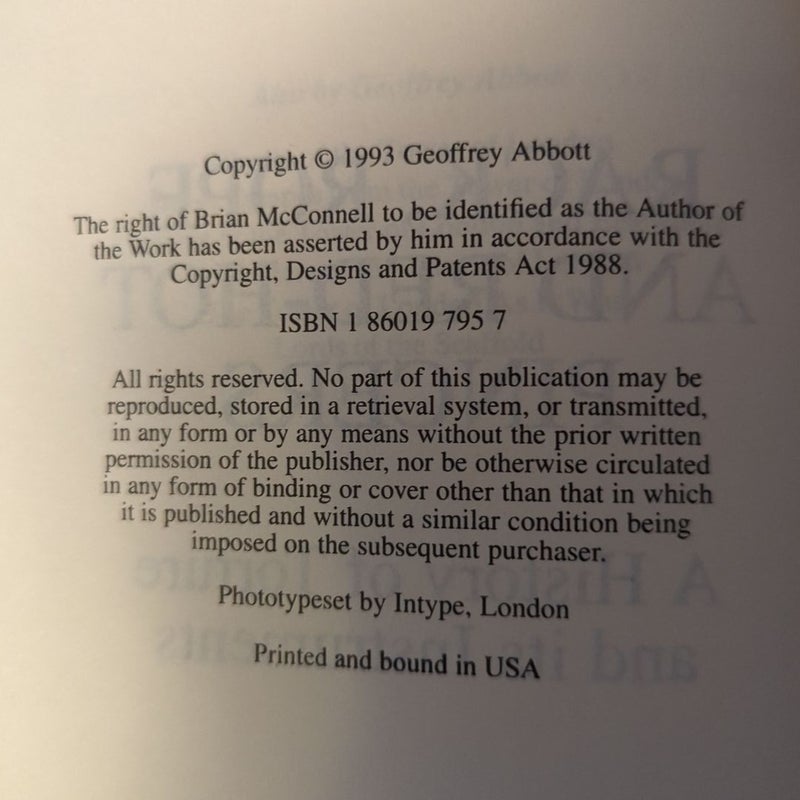 Copyright © 1993 Geoffrey Abbott
The right of Brian McConnell to be identified as the Author of
the Work has been asserted by him in accordance with the
Copyright, Designs and Patents Act 1988.
ISBN 1 86019 795 7
All rights reserved. No part of this publication may be
reproduced, stored in a retrieval system, or transmitted,
in any form or by any means without the prior written
permission of the publisher, nor be otherwise circulated
in any form of binding or cover other than that in which
it is published and without a similar condition being
imposed on the subsequent purchaser.
Phototypeset by Intype, London
Printed and bound in USA